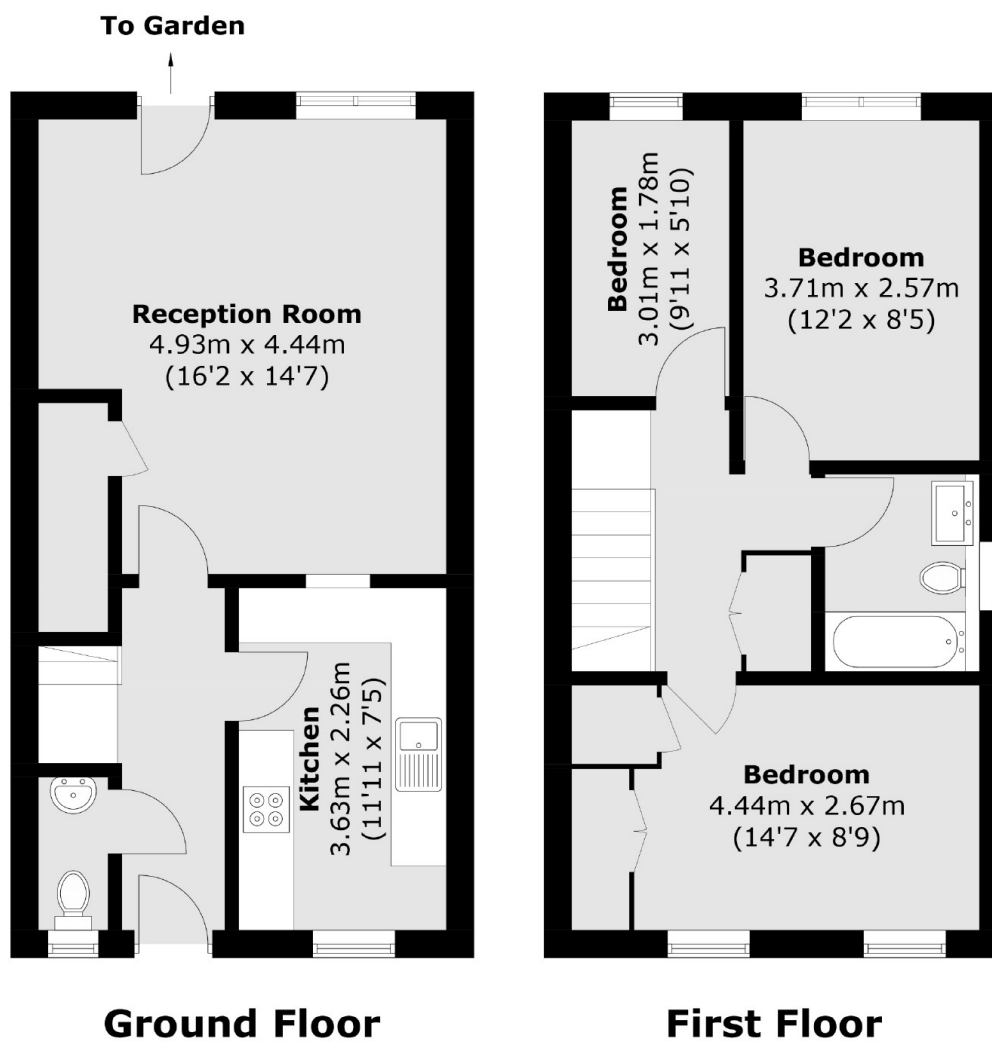 To Garden
Reception Room
4.93m x 4.44m
(16'2 x 14'7)
Kitchen
3.63m x 2.26m
(11'11 x 7'5)
Ground Floor
Bedroom
3.01m x 1.78m
(9'11 x 5'10)
Bedroom
3.71m x 2.57m
(12'2 x 8'5)
Bedroom
4.44m x 2.67m
(14'7 x 8'9)
First Floor